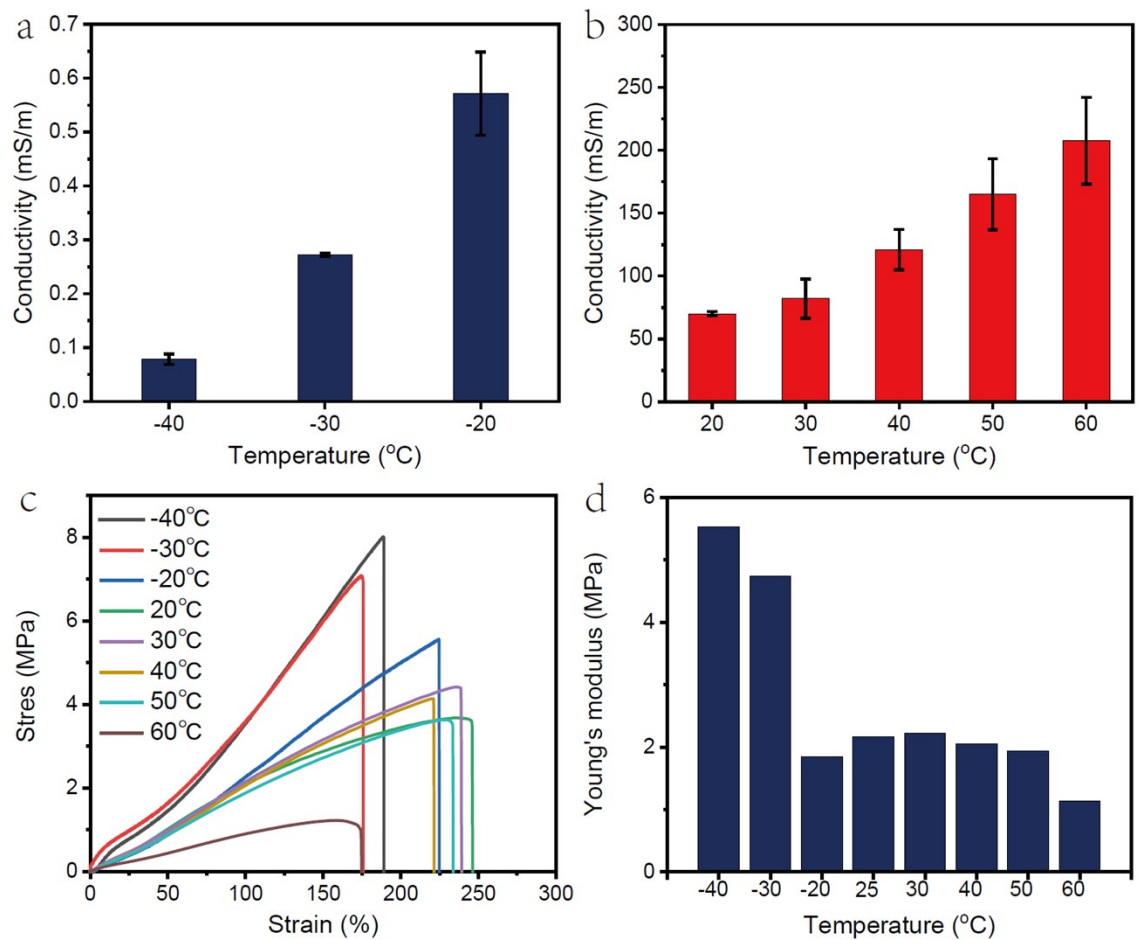 a
0.7
0.6
0.5
0.4
0.3
0.2
0.1
0.0
Conductivity (mS/m)
-40 -30 -20
Temperature (°C)
b
300
250
200
150
100
50
0
Conductivity (mS/m)
20 30 40 50 60
Temperature (°C)
c
8
6
4
2
0
Stres (MPa)
-40℃
-30℃
-20℃
20℃
30℃
40℃
50℃
60℃
0 50 100 150 200 250 300
Strain (%)
d
6
4
2
0
Young's modulus (MPa)
-40 -30 -20 25 30 40 50 60
Temperature (°C)